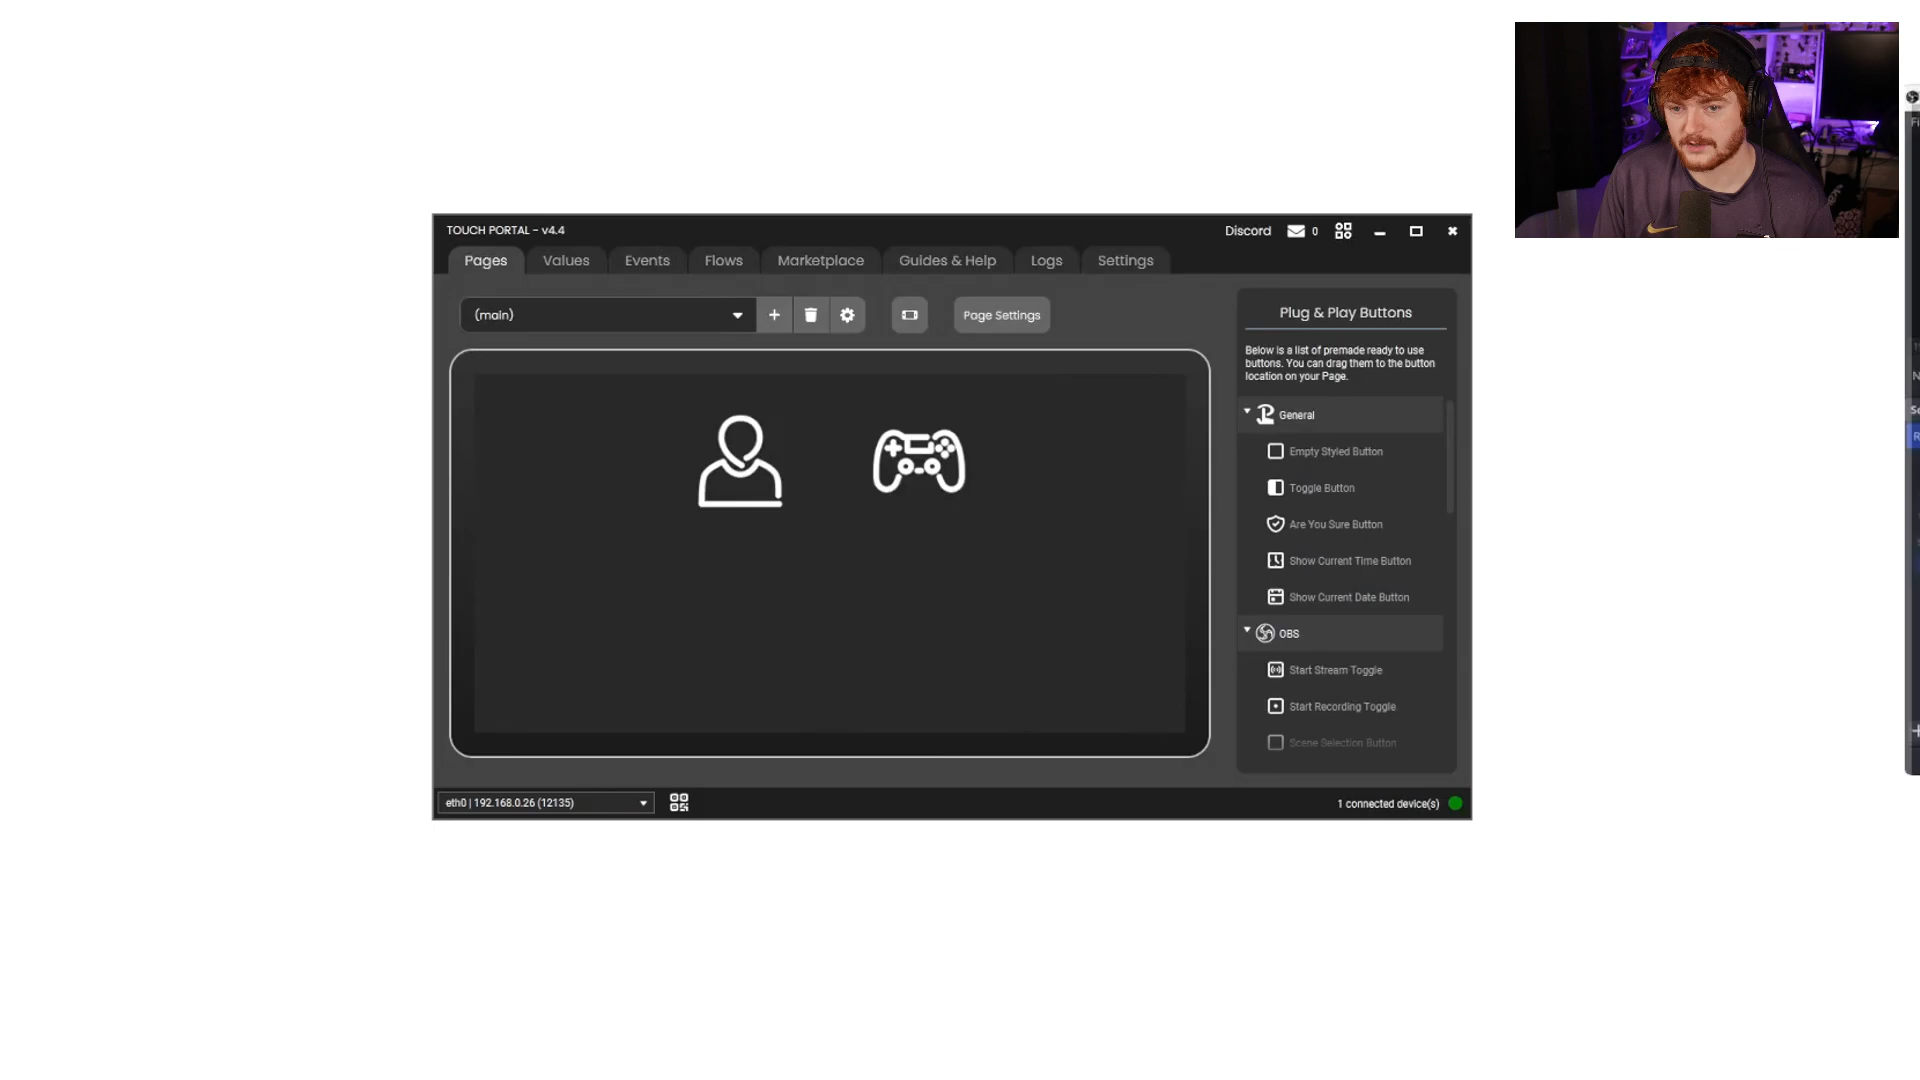 TOUCH PORTAL - v4.4
Discord 0
Pages Values Events Flows Marketplace Guides & Help Logs Settings
(main) + Page Settings
Plug & Play Buttons
Below is a list of premade ready to use
buttons. You can drag them to the button
location on your Page.
General
Empty Styled Button
Toggle Button
Are You Sure Button
Show Current Time Button
Show Current Date Button
OBS
Start Stream Toggle
Start Recording Toggle
Scene Selection Button
eth0 | 192.168.0.26 (12135)
1 connected device(s)